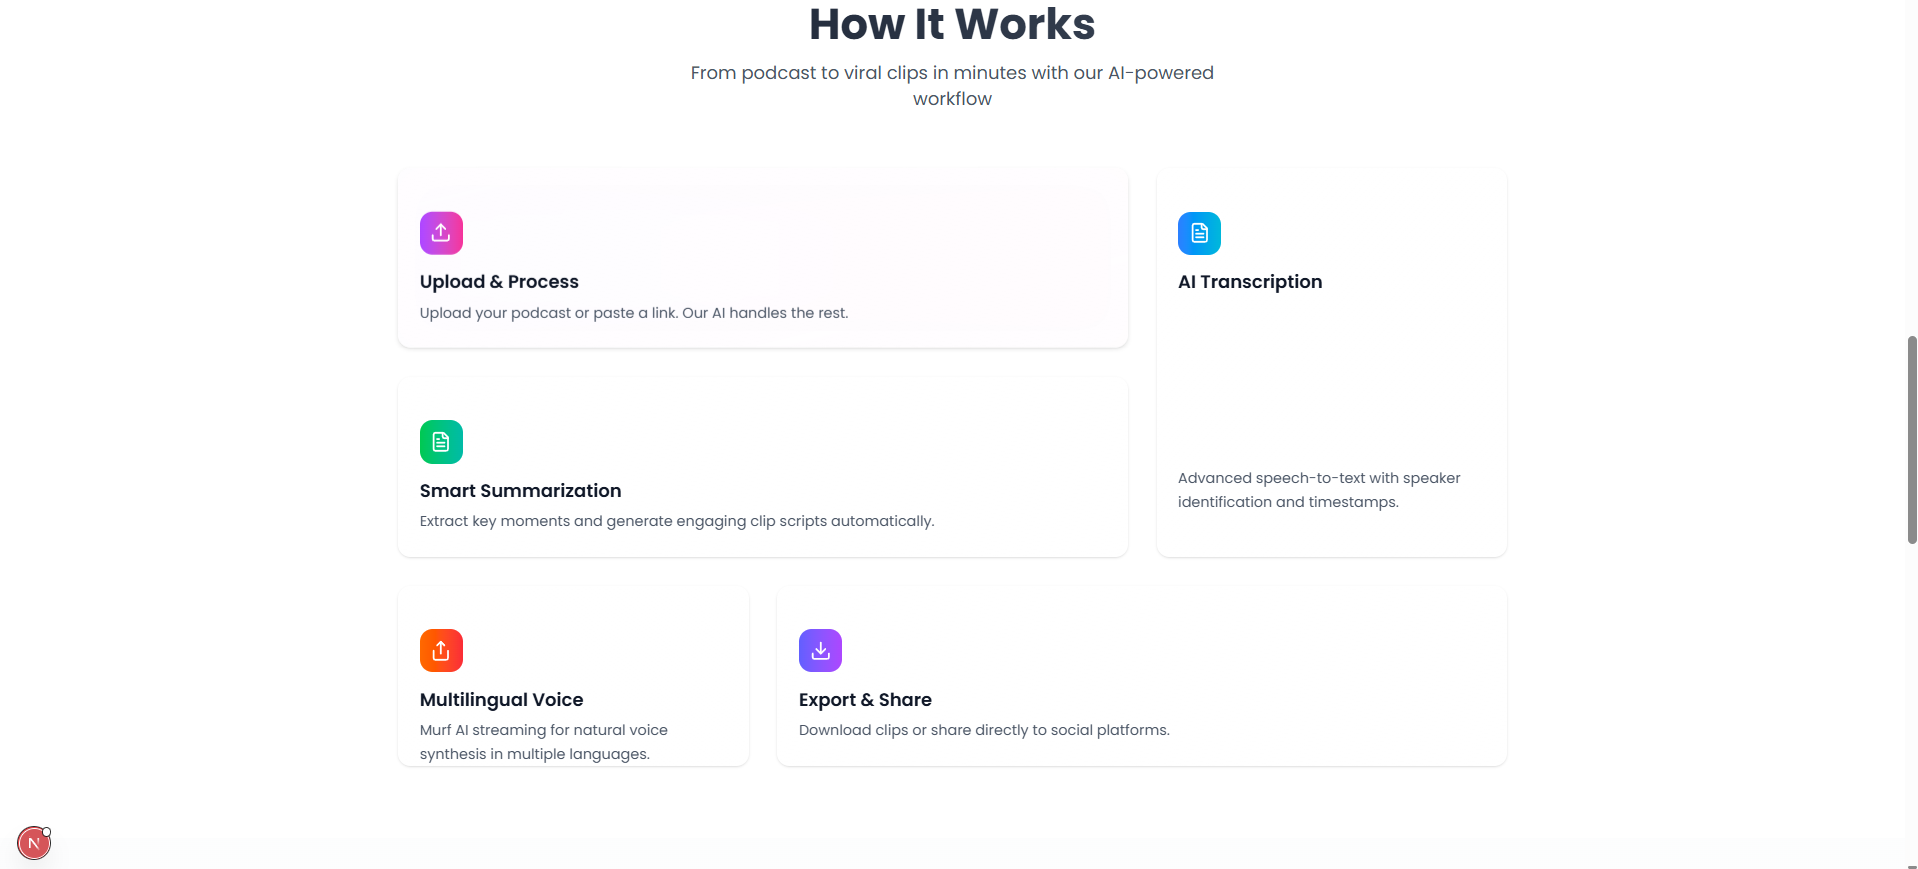 How It Works
From podcast to viral clips in minutes with our AI-powered
workflow
Upload & Process
Upload your podcast or paste a link. Our AI handles the rest.
AI Transcription
Advanced speech-to-text with speaker
identification and timestamps.
Smart Summarization
Extract key moments and generate engaging clip scripts automatically.
Multilingual Voice
Murf AI streaming for natural voice
synthesis in multiple languages.
Export & Share
Download clips or share directly to social platforms.
N